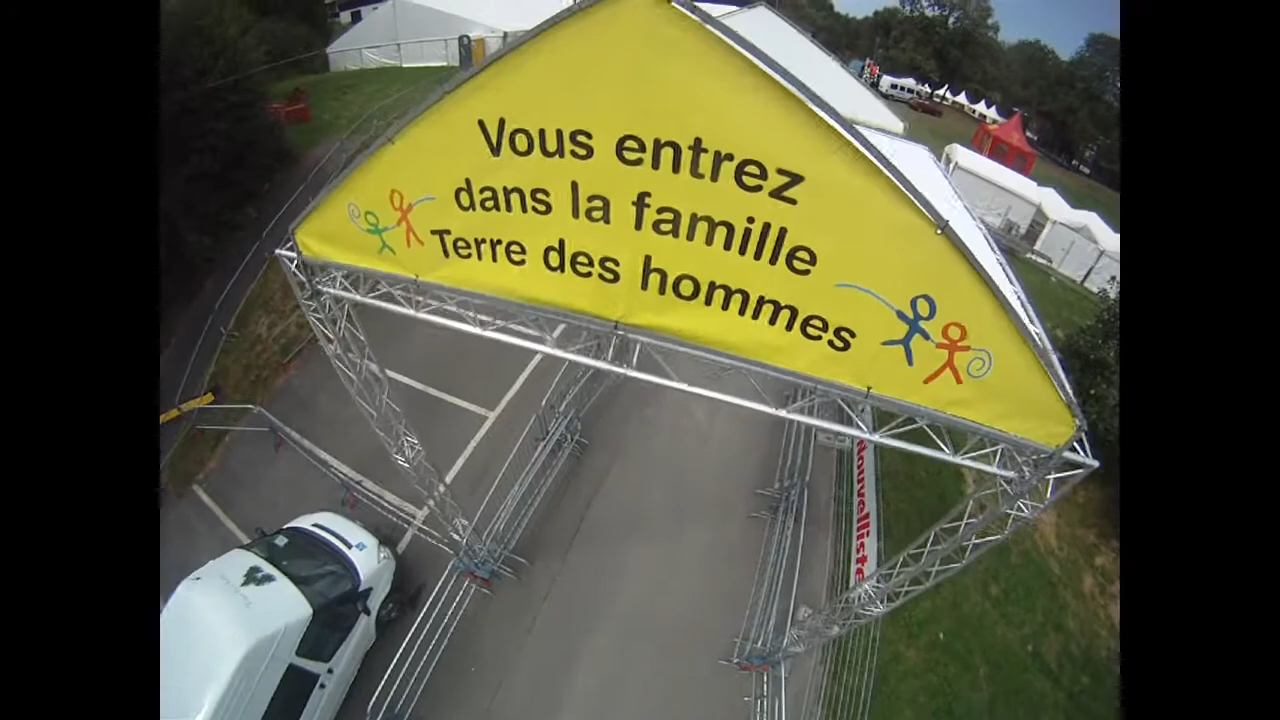 Vous entrez
dans la famille
Terre des hommes
Nouvelliste